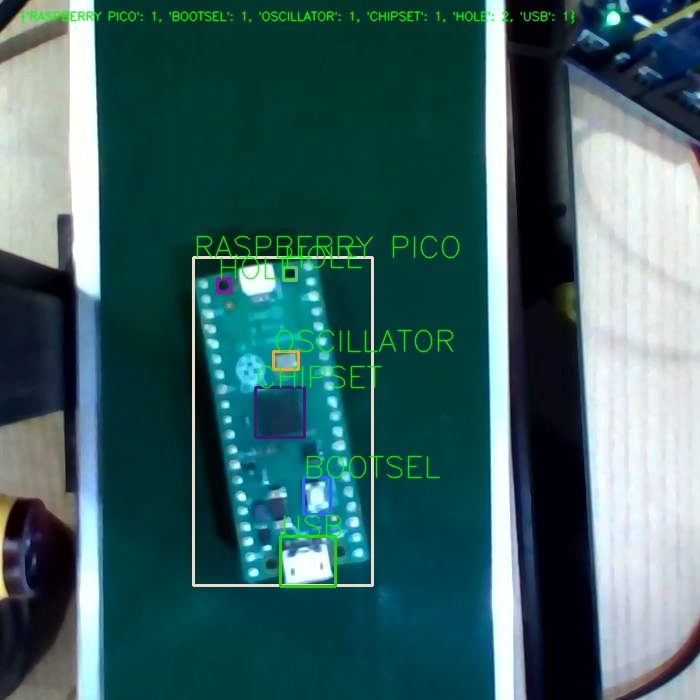 {'RASPBERRY PICO': 1, 'BOOTSEL': 1, 'OSCILLATOR': 1, 'CHIPSET': 1, 'HOLE': 2, 'USB': 1}
RASPBERRY PICO
HOLE
HOLE
OSCILLATOR
CHIPSET
BOOTSEL
USB